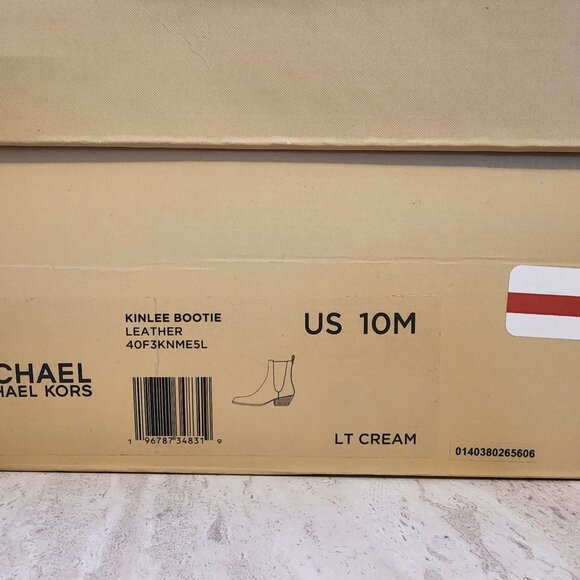 KINLEE BOOTIE
LEATHER
40F3KNME5L
US 10M
CHAEL
HAEL KORS
1 96787 34831 9
LT CREAM
0140380265606